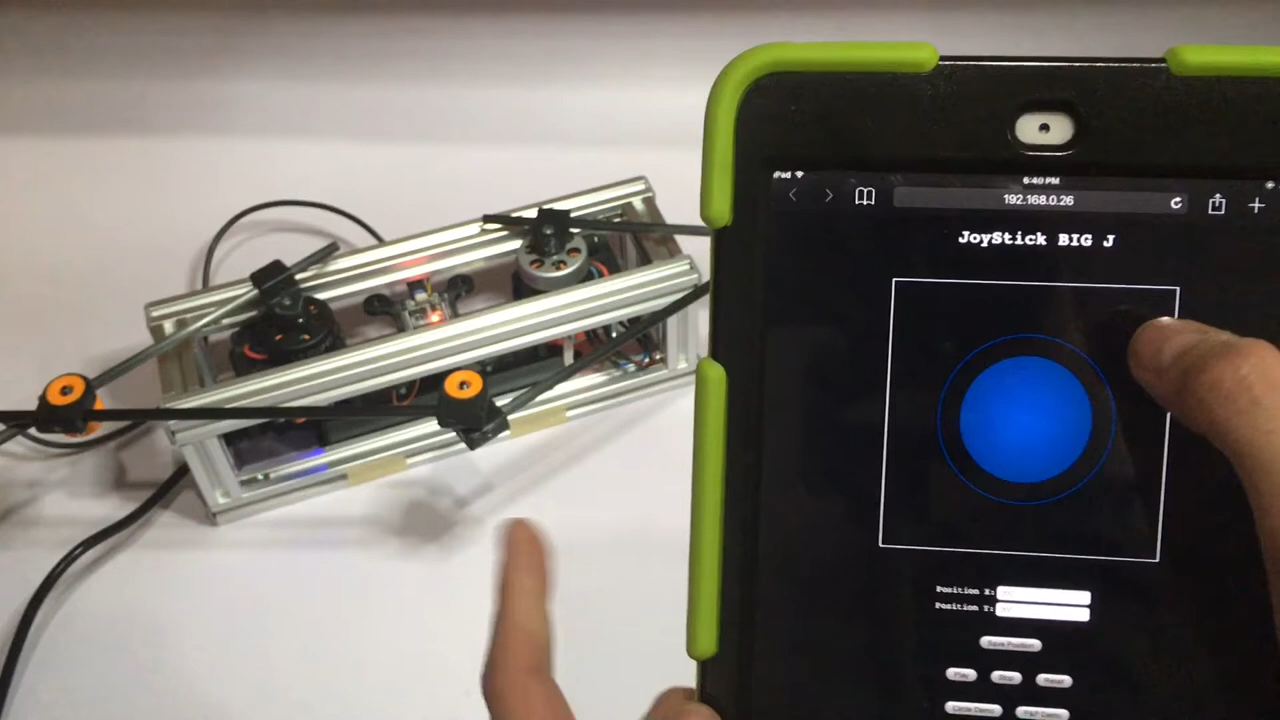 iPad 6:40 PM
192.168.0.26
JoyStick BIG J
Position X:
Position Y:
Save Position
Play Stop Reset
Circle Demo P&P Demo